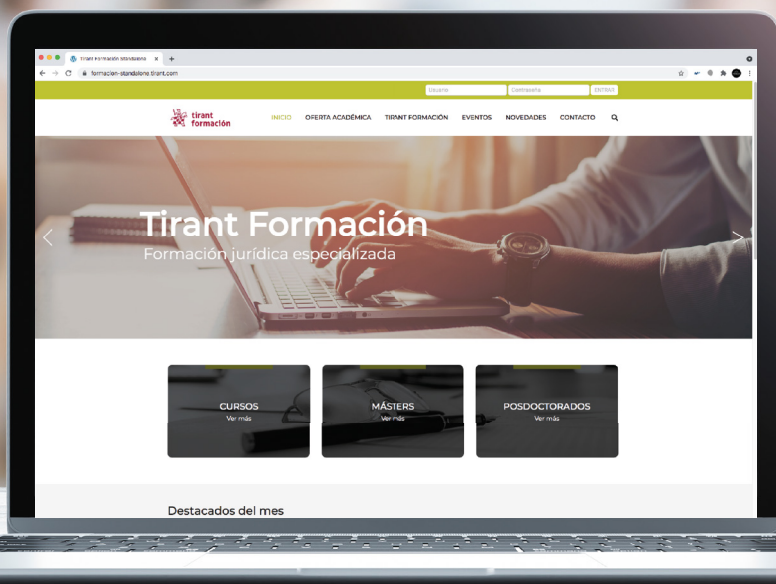 Tirant Formación Standalone
formacion-standalone.tirant.com
Usuario Contraseña ENTRAR
tirant
formación
INICIO OFERTA ACADÉMICA TIRANT FORMACIÓN EVENTOS NOVEDADES CONTACTO
Tirant Formación
Formación jurídica especializada
CURSOS
Ver más
MÁSTERS
Ver más
POSDOCTORADOS
Ver más
Destacados del mes